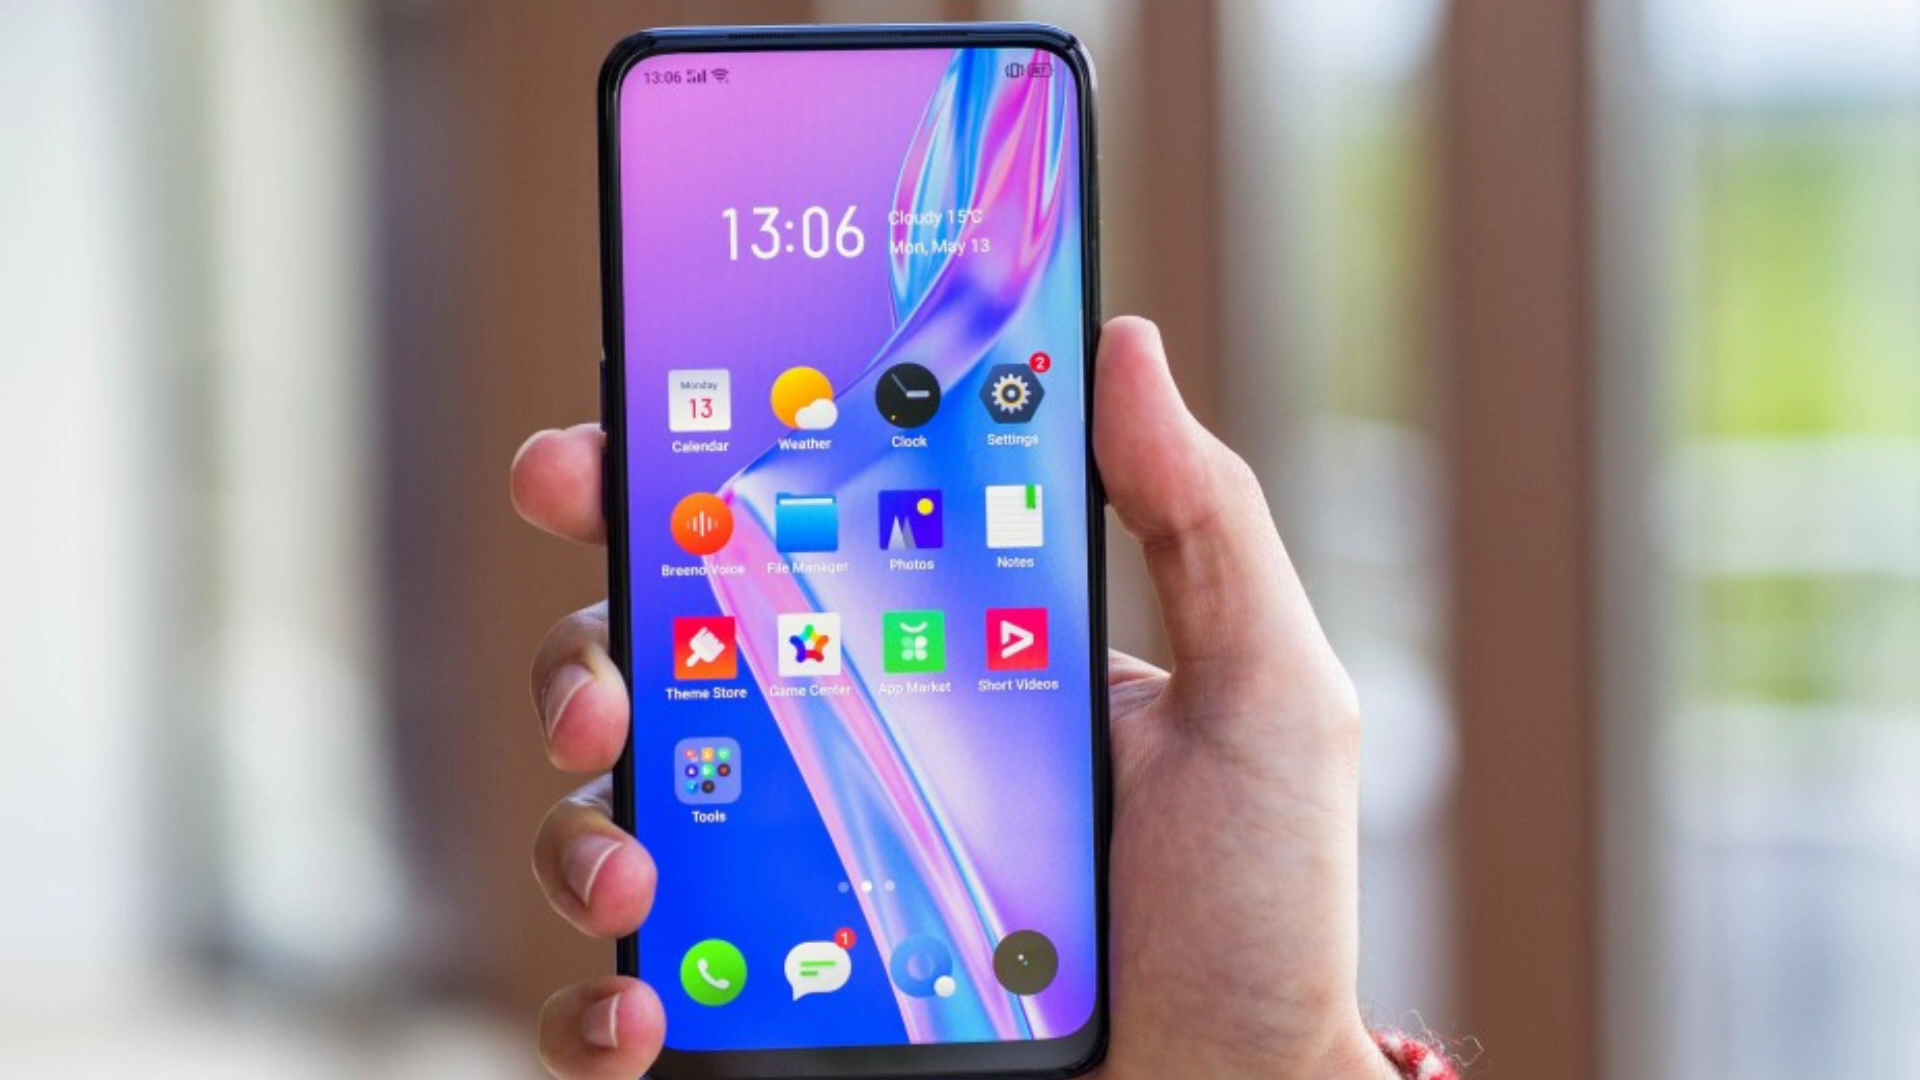 13:06
13:06
Cloudy 15°C
Mon, May 13
Monday
13
2
Calendar
Weather
Clock
Settings
Breeno Voice
File Manager
Photos
Notes
Theme Store
Game Center
App Market
Short Videos
Tools
1